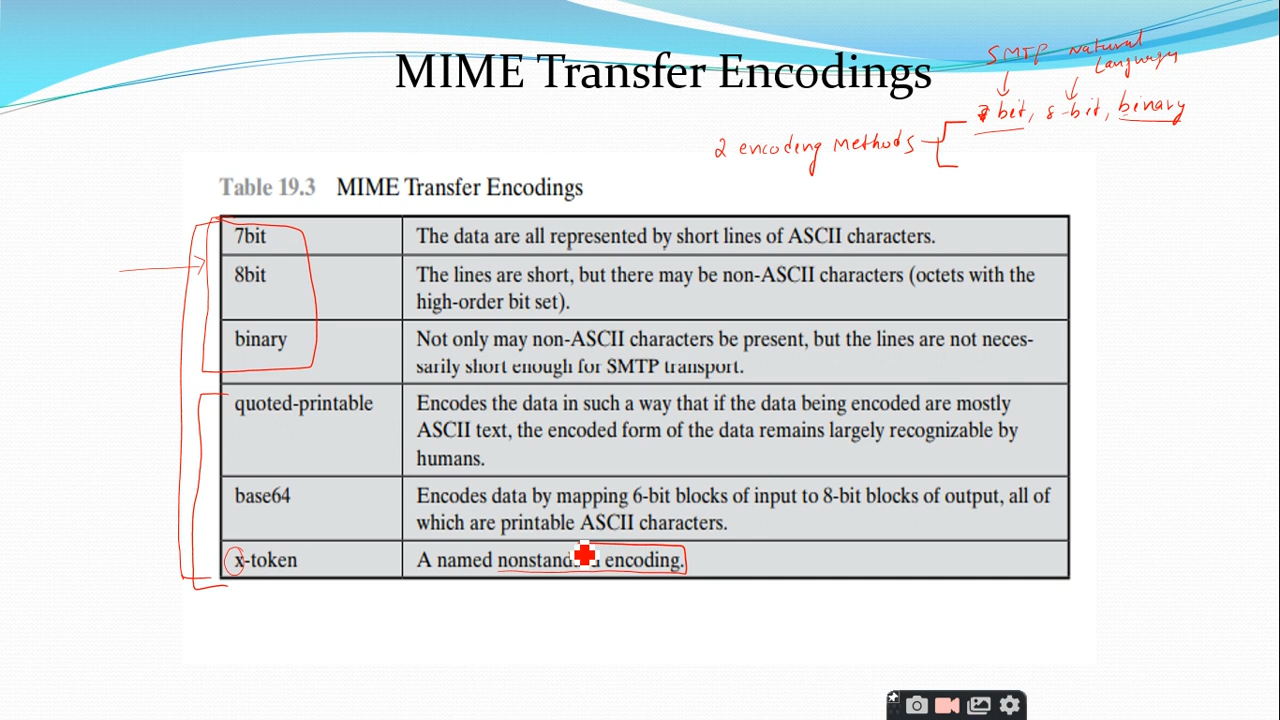 MIME Transfer Encodings
SMTP Natural
Languages
7 bit, 8-bit, binary
2 encoding methods
Table 19.3 MIME Transfer Encodings
7bit The data are all represented by short lines of ASCII characters.
8bit The lines are short, but there may be non-ASCII characters (octets with the
high-order bit set).
binary Not only may non-ASCII characters be present, but the lines are not neces-
sarily short enough for SMTP transport.
quoted-printable Encodes the data in such a way that if the data being encoded are mostly
ASCII text, the encoded form of the data remains largely recognizable by
humans.
base64 Encodes data by mapping 6-bit blocks of input to 8-bit blocks of output, all of
which are printable ASCII characters.
x-token A named nonstandard encoding.